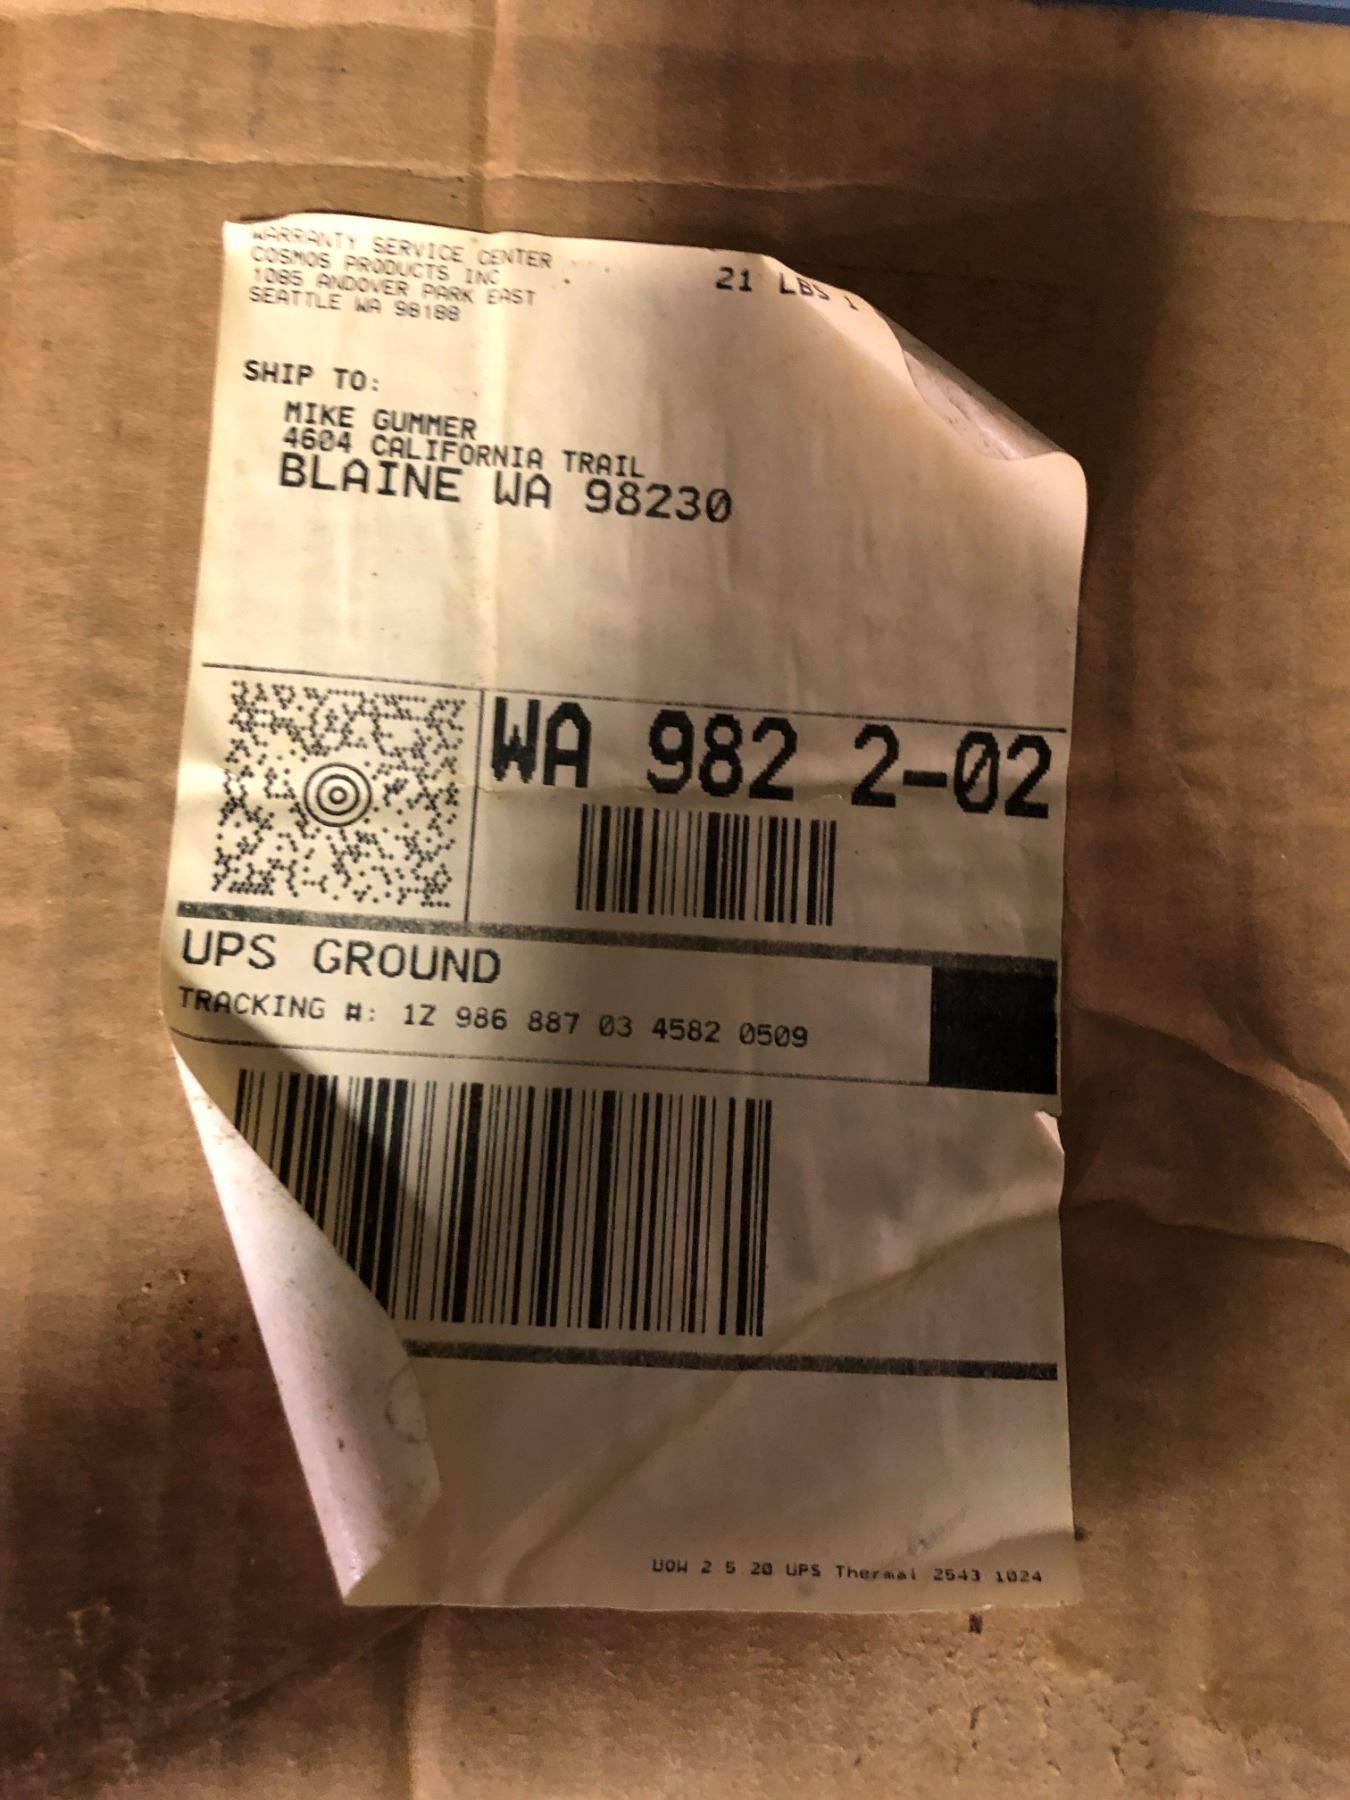 WARRANTY SERVICE CENTER
COSMOS PRODUCTS INC
1085 ANDOVER PARK EAST
SEATTLE WA 98188
21 LBS 1
SHIP TO:
MIKE GUMMER
4604 CALIFORNIA TRAIL
BLAINE WA 98230
WA 982 2-02
UPS GROUND
TRACKING #: 1Z 986 887 03 4582 0509
UOW 2 5 20 UPS Thermal 2543 1024